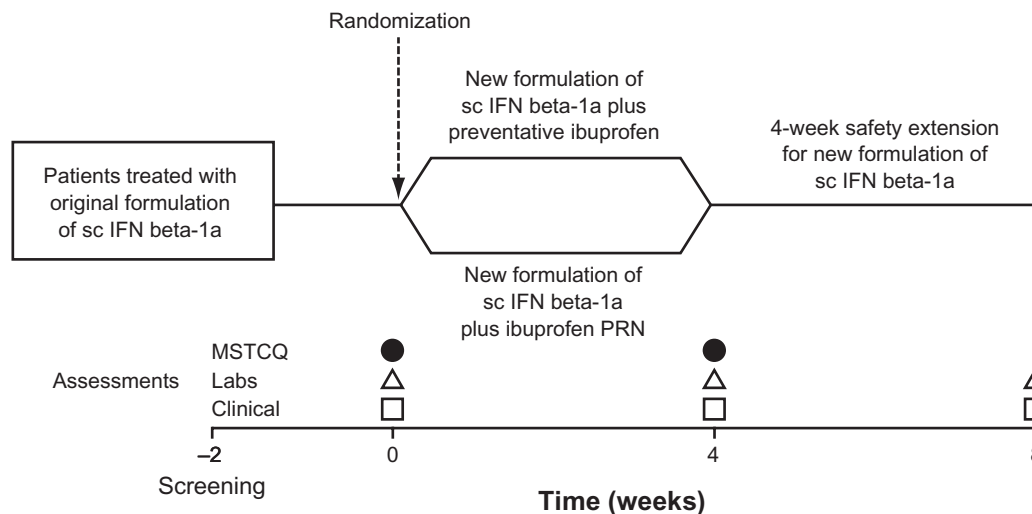 Randomization
New formulation of
sc IFN beta-1a plus
preventative ibuprofen
4-week safety extension
for new formulation of
sc IFN beta-1a
Patients treated with
original formulation
of sc IFN beta-1a
New formulation of
sc IFN beta-1a
plus ibuprofen PRN
MSTCQ
Assessments Labs
Clinical
–2 0 4
Screening
Time (weeks)